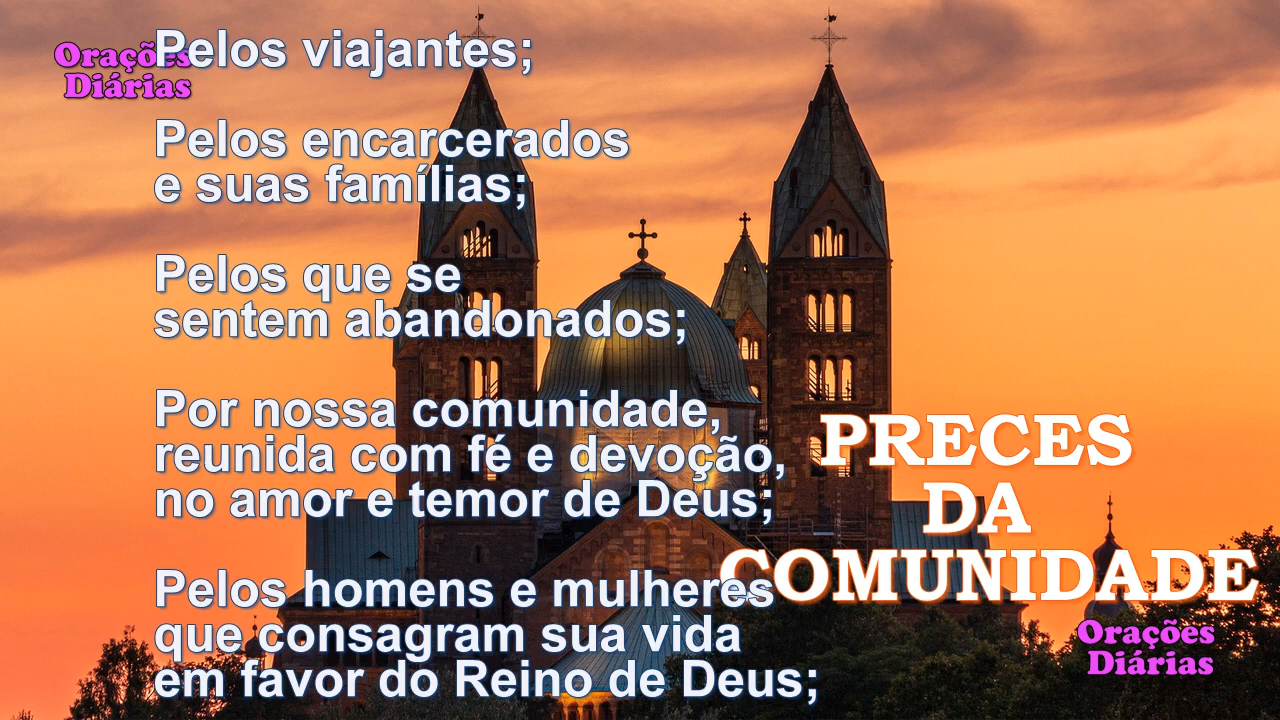 Orações
Diárias
Pelos viajantes;
Pelos encarcerados
e suas famílias;
Pelos que se
sentem abandonados;
Por nossa comunidade,
reunida com fé e devoção,
no amor e temor de Deus;
Pelos homens e mulheres
que consagram sua vida
em favor do Reino de Deus;
PRECES
DA
COMUNIDADE
Orações
Diárias